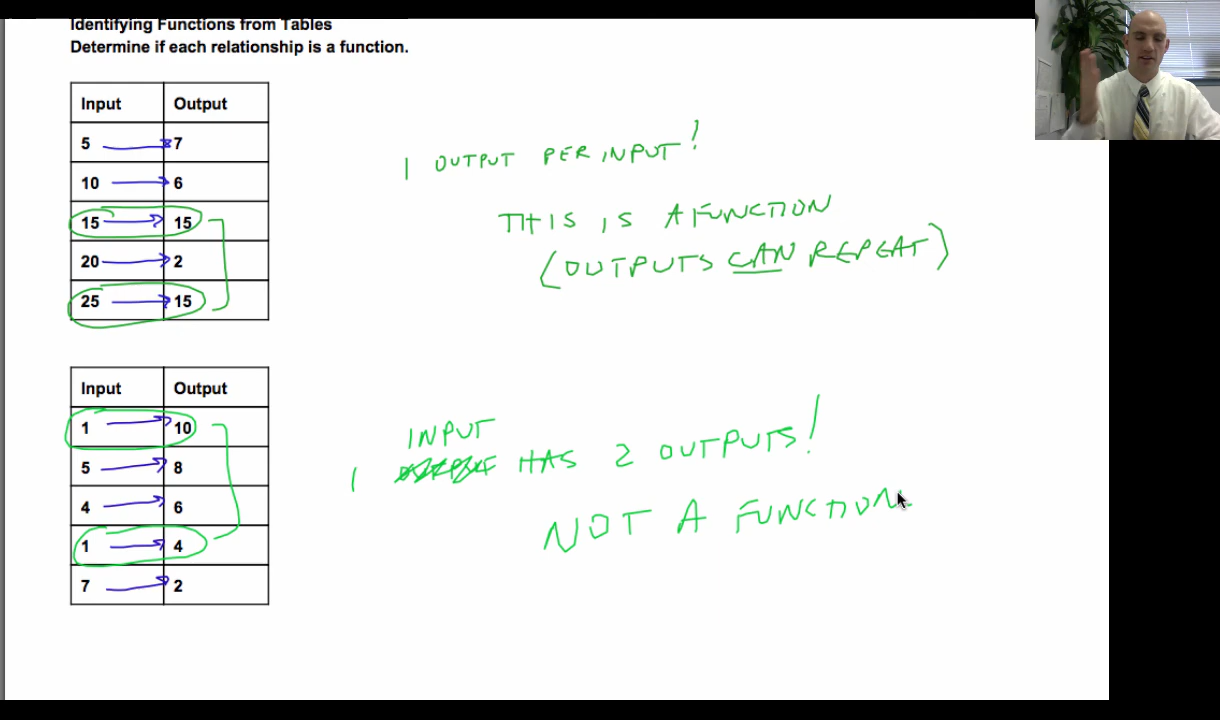 Identifying Functions from Tables
Determine if each relationship is a function.
Input Output
5 7
10 6
15 15
20 2
25 15
1 OUTPUT PER INPUT!
THIS IS A FUNCTION
(OUTPUTS CAN REPEAT)
Input Output
1 10
5 8
4 6
1 4
7 2
INPUT
1 HAS 2 OUTPUTS!
NOT A FUNCTION